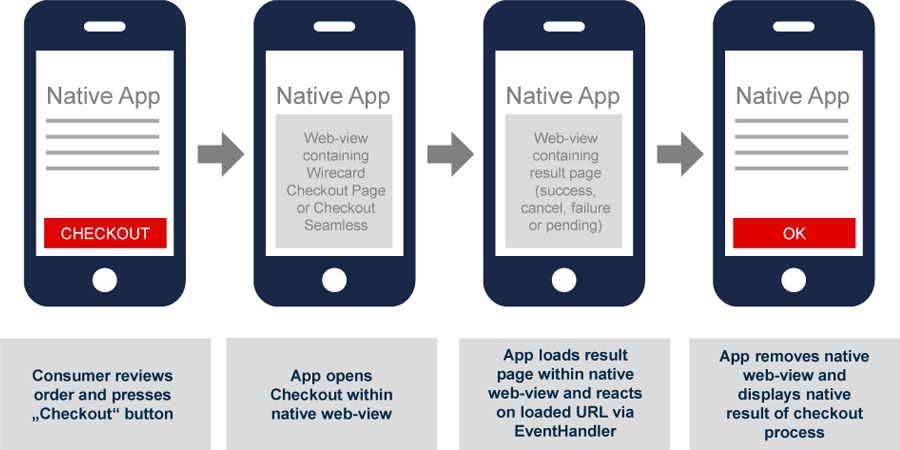 Native App
CHECKOUT
Native App
Web-view
containing
Wirecard
Checkout Page
or Checkout
Seamless
Native App
Web-view
containing
result page
(success,
cancel, failure
or pending)
Native App
OK
Consumer reviews
order and presses
„Checkout“ button
App opens
Checkout within
native web-view
App loads result
page within native
web-view and reacts
on loaded URL via
EventHandler
App removes native
web-view and
displays native
result of checkout
process